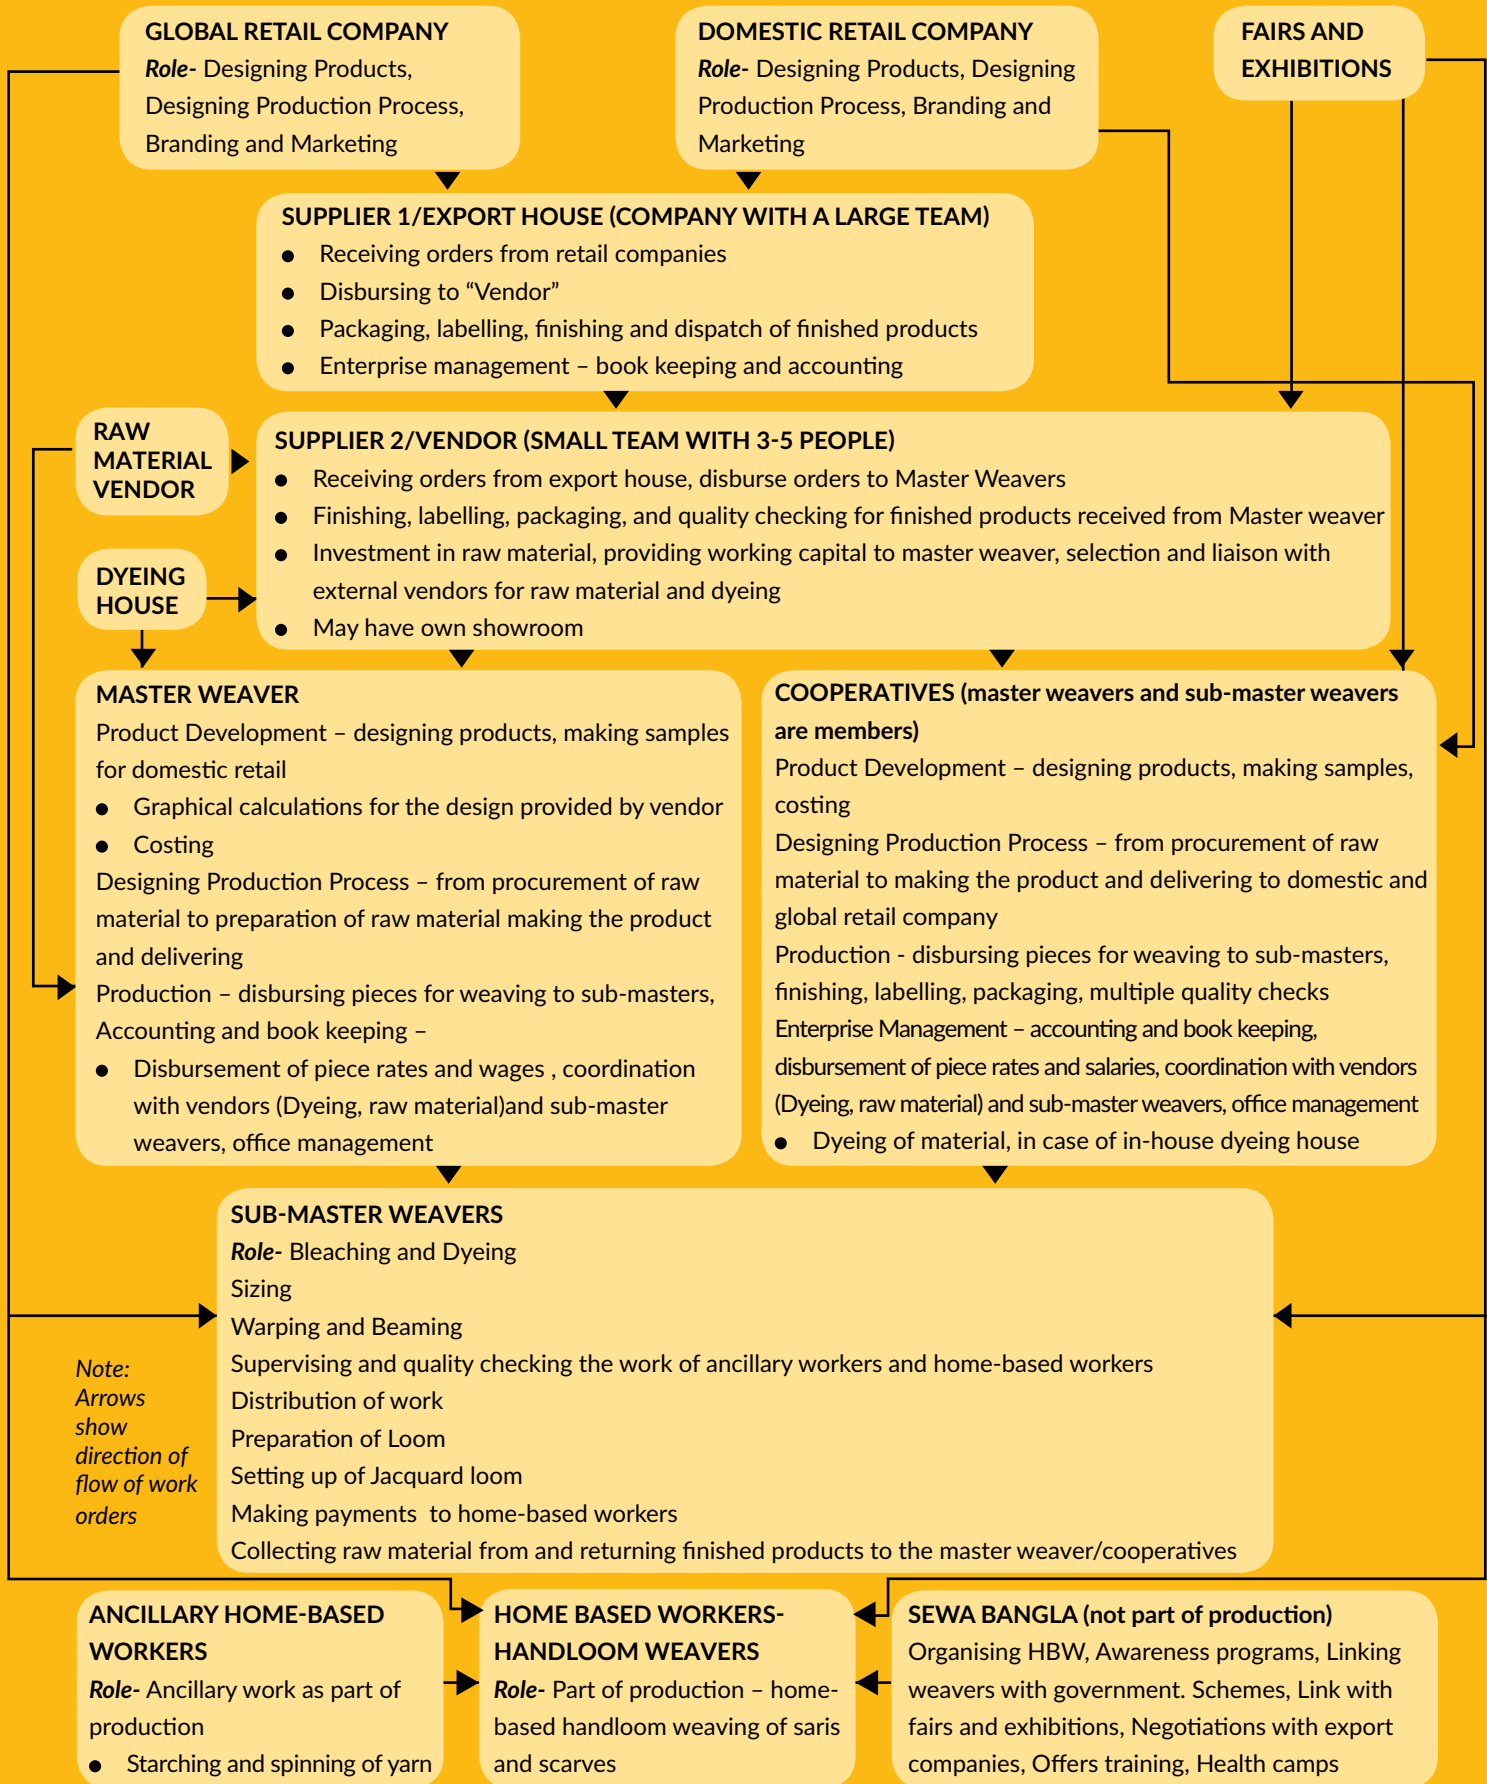 GLOBAL RETAIL COMPANY
Role- Designing Products,
Designing Production Process,
Branding and Marketing
DOMESTIC RETAIL COMPANY
Role- Designing Products, Designing
Production Process, Branding and
Marketing
FAIRS AND
EXHIBITIONS
SUPPLIER 1/EXPORT HOUSE (COMPANY WITH A LARGE TEAM)
● Receiving orders from retail companies
● Disbursing to “Vendor”
● Packaging, labelling, finishing and dispatch of finished products
● Enterprise management – book keeping and accounting
RAW
MATERIAL
VENDOR
DYEING
HOUSE
SUPPLIER 2/VENDOR (SMALL TEAM WITH 3-5 PEOPLE)
● Receiving orders from export house, disburse orders to Master Weavers
● Finishing, labelling, packaging, and quality checking for finished products received from Master weaver
● Investment in raw material, providing working capital to master weaver, selection and liaison with
external vendors for raw material and dyeing
● May have own showroom
MASTER WEAVER
Product Development – designing products, making samples
for domestic retail
● Graphical calculations for the design provided by vendor
● Costing
Designing Production Process – from procurement of raw
material to preparation of raw material making the product
and delivering
Production – disbursing pieces for weaving to sub-masters,
Accounting and book keeping –
● Disbursement of piece rates and wages , coordination
with vendors (Dyeing, raw material)and sub-master
weavers, office management
COOPERATIVES (master weavers and sub-master weavers
are members)
Product Development – designing products, making samples,
costing
Designing Production Process – from procurement of raw
material to making the product and delivering to domestic and
global retail company
Production - disbursing pieces for weaving to sub-masters,
finishing, labelling, packaging, multiple quality checks
Enterprise Management – accounting and book keeping,
disbursement of piece rates and salaries, coordination with vendors
(Dyeing, raw material) and sub-master weavers, office management
● Dyeing of material, in case of in-house dyeing house
SUB-MASTER WEAVERS
Role- Bleaching and Dyeing
Sizing
Warping and Beaming
Supervising and quality checking the work of ancillary workers and home-based workers
Distribution of work
Preparation of Loom
Setting up of Jacquard loom
Making payments to home-based workers
Collecting raw material from and returning finished products to the master weaver/cooperatives
Note:
Arrows
show
direction of
flow of work
orders
ANCILLARY HOME-BASED
WORKERS
Role- Ancillary work as part of
production
● Starching and spinning of yarn
HOME BASED WORKERS-
HANDLOOM WEAVERS
Role- Part of production – home-
based handloom weaving of saris
and scarves
SEWA BANGLA (not part of production)
Organising HBW, Awareness programs, Linking
weavers with government. Schemes, Link with
fairs and exhibitions, Negotiations with export
companies, Offers training, Health camps